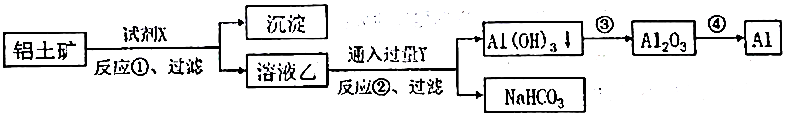 铝土矿
试剂X
反应①、过滤
沉淀
溶液乙
通入过量Y
反应②、过滤
Al(OH)₃↓
③
Al₂O₃
④
Al
NaHCO₃